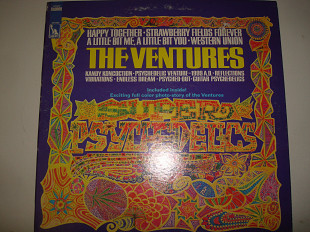 HAPPY TOGETHER • STRAWBERRY FIELDS FOREVER
A LITTLE BIT ME, A LITTLE BIT YOU • WESTERN UNION
THE VENTURES
KANDY KONCOCTION • PSYCHEDELIC VENTURE • 1999 A.D. • REFLECTIONS
VIBRATIONS • ENDLESS DREAM • PSYCHED-OUT • GUITAR PSYCHEDELICS
Included inside!
Exciting full color photo-story of the Ventures
SUPER
PSYCHEDELICS